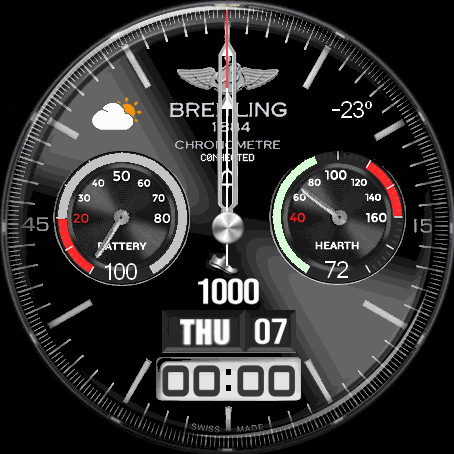 BREITLING
1884
CHRONOMETRE
CONNECTED
-23º
45
15
20 30 40 50 60 70 80
BATTERY
100
40 60 80 100 120 140 160
HEARTH
72
1000
THU 07
00:00
SWISS MADE